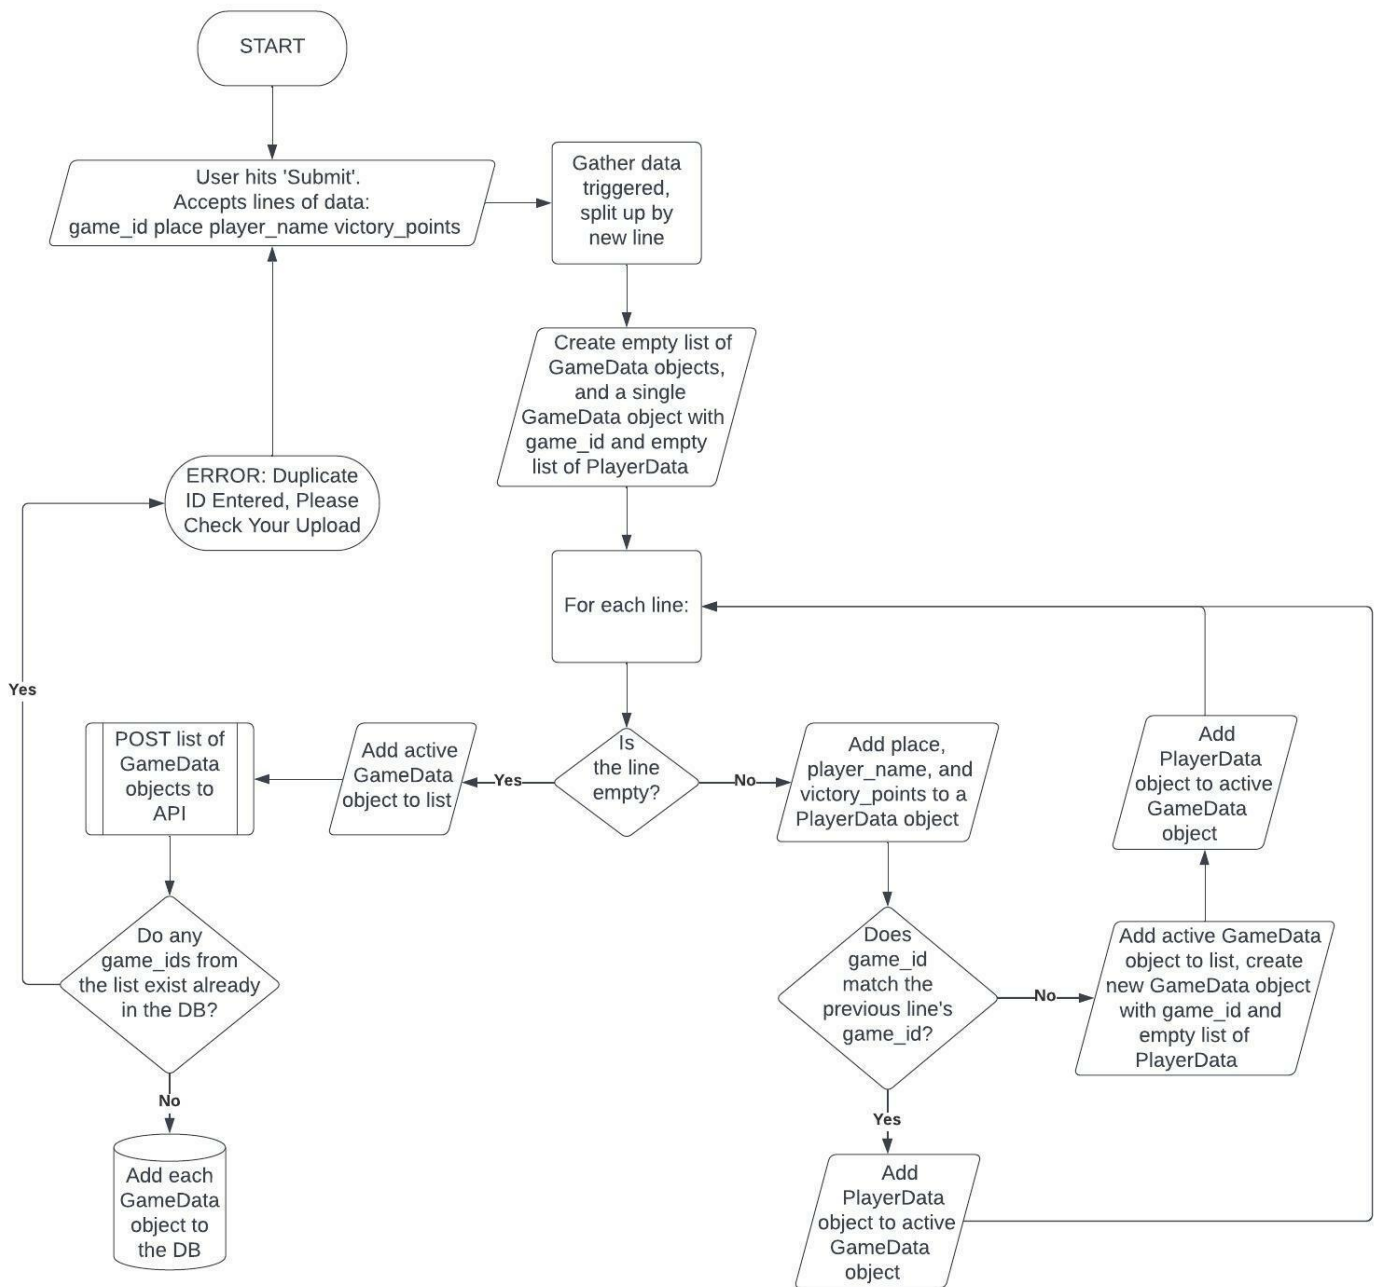 START
User hits 'Submit'.
Accepts lines of data:
game_id place player_name victory_points
Gather data
triggered,
split up by
new line
Create empty list of
GameData objects,
and a single
GameData object with
game_id and empty
list of PlayerData
ERROR: Duplicate
ID Entered, Please
Check Your Upload
For each line:
Yes
POST list of
GameData
objects to
API
Add active
GameData
object to list
Yes
Is
the line
empty?
No
Add place,
player_name, and
victory_points to a
PlayerData object
Add
PlayerData
object to active
GameData
object
Do any
game_ids from
the list exist already
in the DB?
Does
game_id
match the
previous line's
game_id?
No
Add active GameData
object to list, create
new GameData object
with game_id and
empty list of
PlayerData
No
Yes
Add each
GameData
object to
the DB
Add
PlayerData
object to active
GameData
object